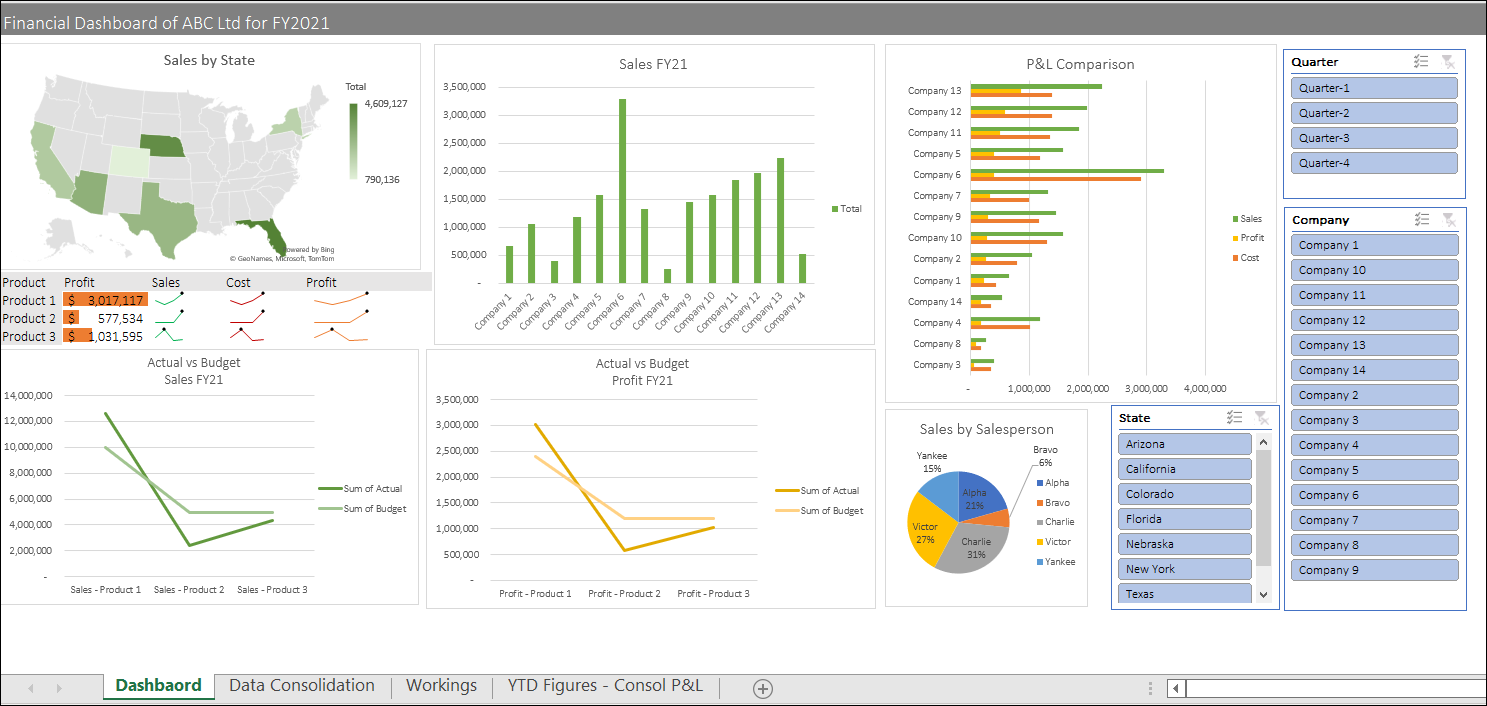 Financial Dashboard of ABC Ltd for FY2021
Sales by State
Total
4,609,127
790,136
Powered by Bing
© GeoNames, Microsoft, TomTom
Product Profit Sales Cost Profit
Product 1 $ 3,017,117
Product 2 $ 577,534
Product 3 $ 1,031,595
Sales FY21
3,500,000
3,000,000
2,500,000
2,000,000
1,500,000
1,000,000
500,000
-
Company 1
Company 2
Company 3
Company 4
Company 5
Company 6
Company 7
Company 8
Company 9
Company 10
Company 11
Company 12
Company 13
Company 14
Total
P&L Comparison
Company 13
Company 12
Company 11
Company 5
Company 6
Company 7
Company 9
Company 10
Company 2
Company 1
Company 14
Company 4
Company 8
Company 3
- 1,000,000 2,000,000 3,000,000 4,000,000
Sales
Profit
Cost
Quarter
Quarter-1
Quarter-2
Quarter-3
Quarter-4
Company
Company 1
Company 10
Company 11
Company 12
Company 13
Company 14
Company 2
Company 3
Company 4
Company 5
Company 6
Company 7
Company 8
Company 9
Actual vs Budget
Sales FY21
14,000,000
12,000,000
10,000,000
8,000,000
6,000,000
4,000,000
2,000,000
-
Sales - Product 1 Sales - Product 2 Sales - Product 3
Sum of Actual
Sum of Budget
Actual vs Budget
Profit FY21
3,500,000
3,000,000
2,500,000
2,000,000
1,500,000
1,000,000
500,000
-
Profit - Product 1 Profit - Product 2 Profit - Product 3
Sum of Actual
Sum of Budget
Sales by Salesperson
Yankee
15%
Bravo
6%
Alpha
21%
Victor
27%
Charlie
31%
Alpha
Bravo
Charlie
Victor
Yankee
State
Arizona
California
Colorado
Florida
Nebraska
New York
Texas
Dashbaord Data Consolidation Workings YTD Figures - Consol P&L